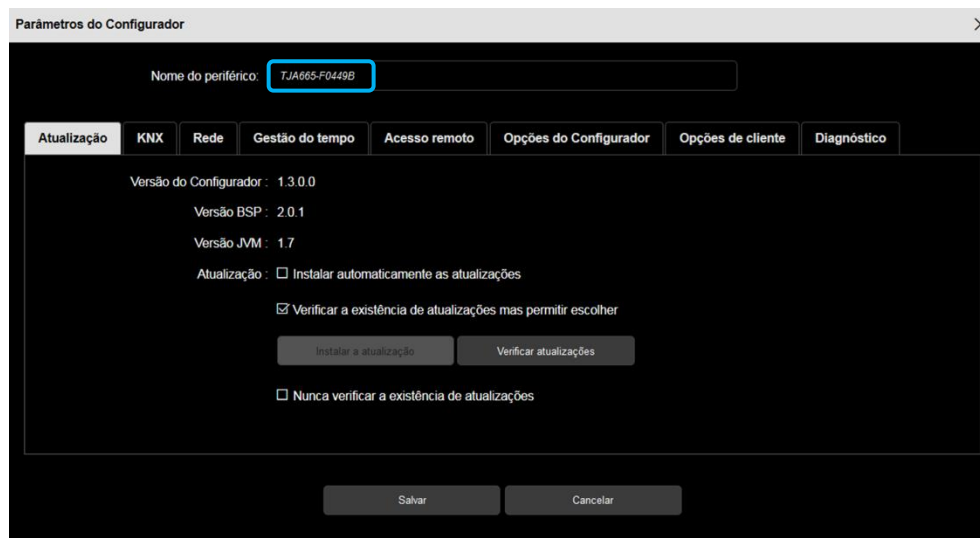 Parâmetros do Configurador
Nome do periférico: TJA665-F0449B
Atualização KNX Rede Gestão do tempo Acesso remoto Opções do Configurador Opções de cliente Diagnóstico
Versão do Configurador : 1.3.0.0
Versão BSP : 2.0.1
Versão JVM : 1.7
Atualização : Instalar automaticamente as atualizações
Verificar a existência de atualizações mas permitir escolher
Instalar a atualização Verificar atualizações
Nunca verificar a existência de atualizações
Salvar Cancelar